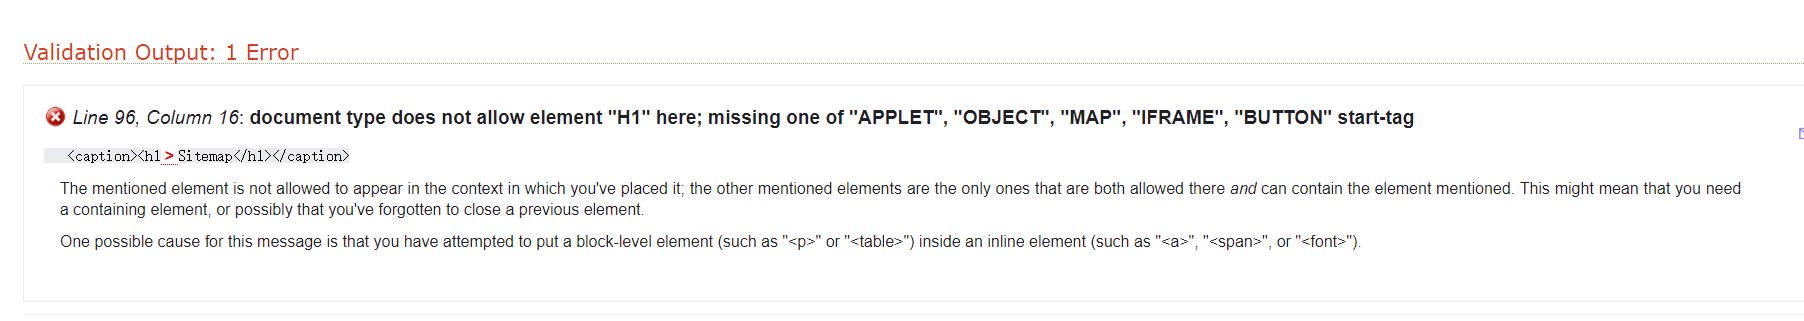 Validation Output: 1 Error
Line 96, Column 16: document type does not allow element "H1" here; missing one of "APPLET", "OBJECT", "MAP", "IFRAME", "BUTTON" start-tag
<caption><h1>Sitemap</h1></caption>
The mentioned element is not allowed to appear in the context in which you've placed it; the other mentioned elements are the only ones that are both allowed there and can contain the element mentioned. This might mean that you need
a containing element, or possibly that you've forgotten to close a previous element.
One possible cause for this message is that you have attempted to put a block-level element (such as "<p>" or "<table>") inside an inline element (such as "<a>", "<span>", or "<font>").